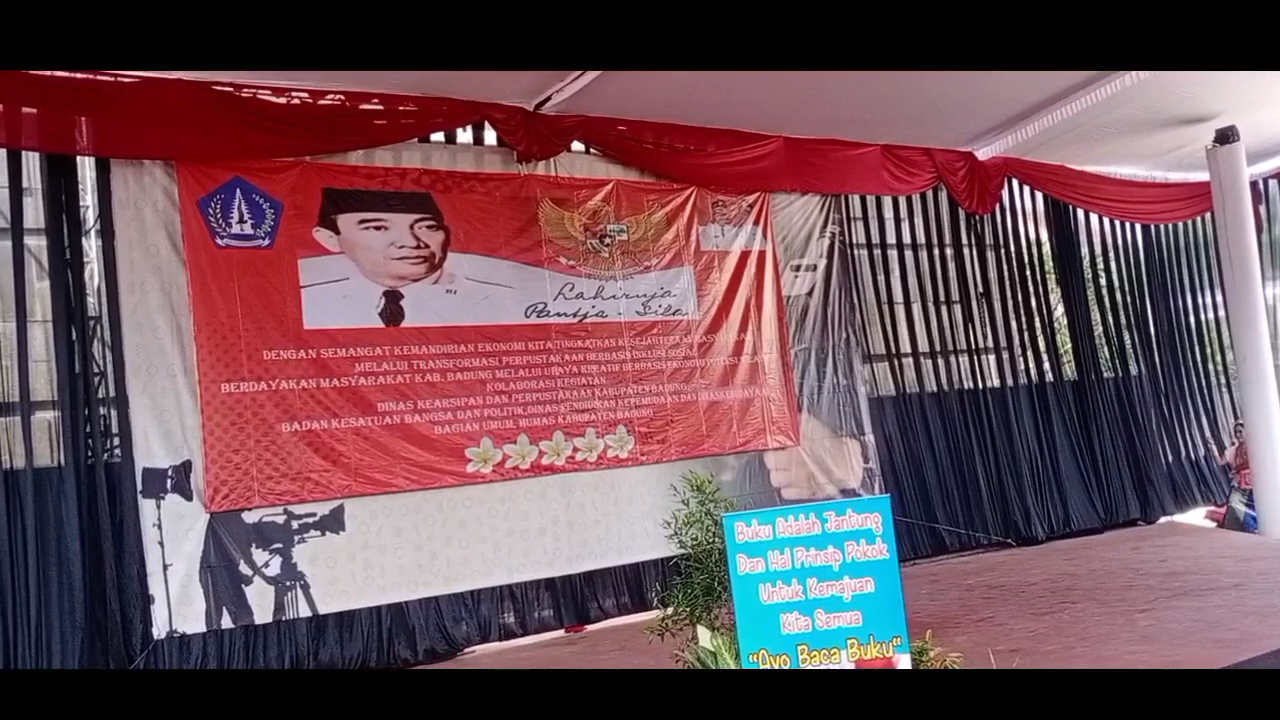 Lahirnja
Pantja - Sila
DENGAN SEMANGAT KEMANDIRIAN EKONOMI KITA TINGKATKAN KESEJAHTERAAN MASYARAKAT
MELALUI TRANSFORMASI PERPUSTAKAAN BERBASIS INKLUSI SOSIAL
BERDAYAKAN MASYARAKAT KAB. BADUNG MELALUI UPAYA KREATIF BERBASIS EKONOMI
KOLABORASI KEGIATAN
DINAS KEARSIPAN DAN PERPUSTAKAAN KABUPATEN BADUNG,
BADAN KESATUAN BANGSA DAN POLITIK,DINAS PENDIDIKAN KEPEMUDAAN DAN
BAGIAN UMUM, HUMAS KABUPATEN BADUNG
Buku Adalah Jantung
Dan Hal Prinsip Pokok
Untuk Kemajuan
Kita Semua
"Ayo Baca Buku"